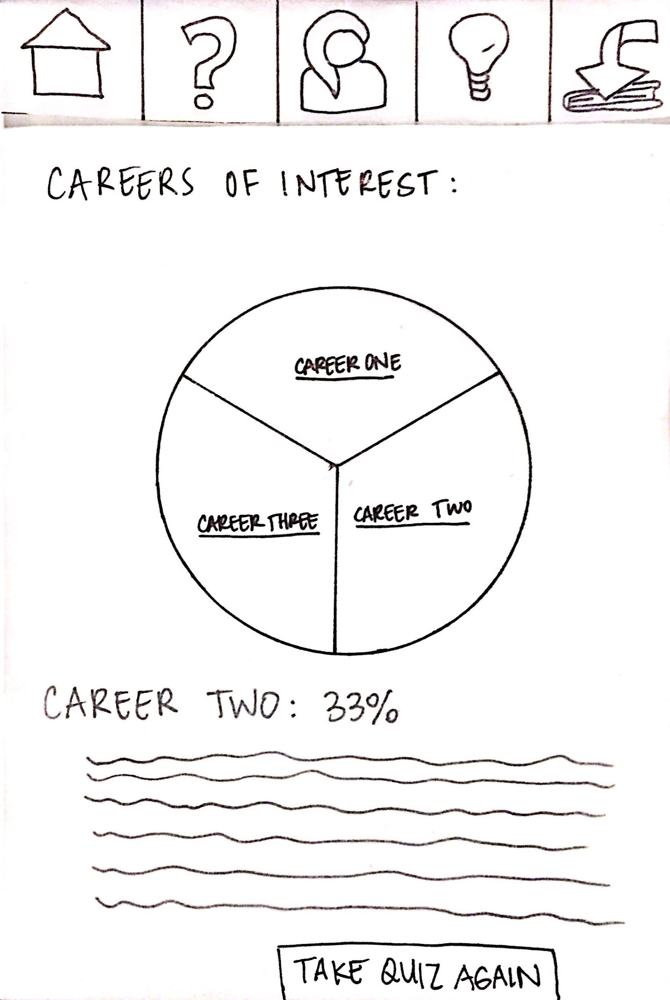 CAREERS OF INTEREST:
CAREER ONE
CAREER THREE
CAREER TWO
CAREER TWO: 33%
TAKE QUIZ AGAIN